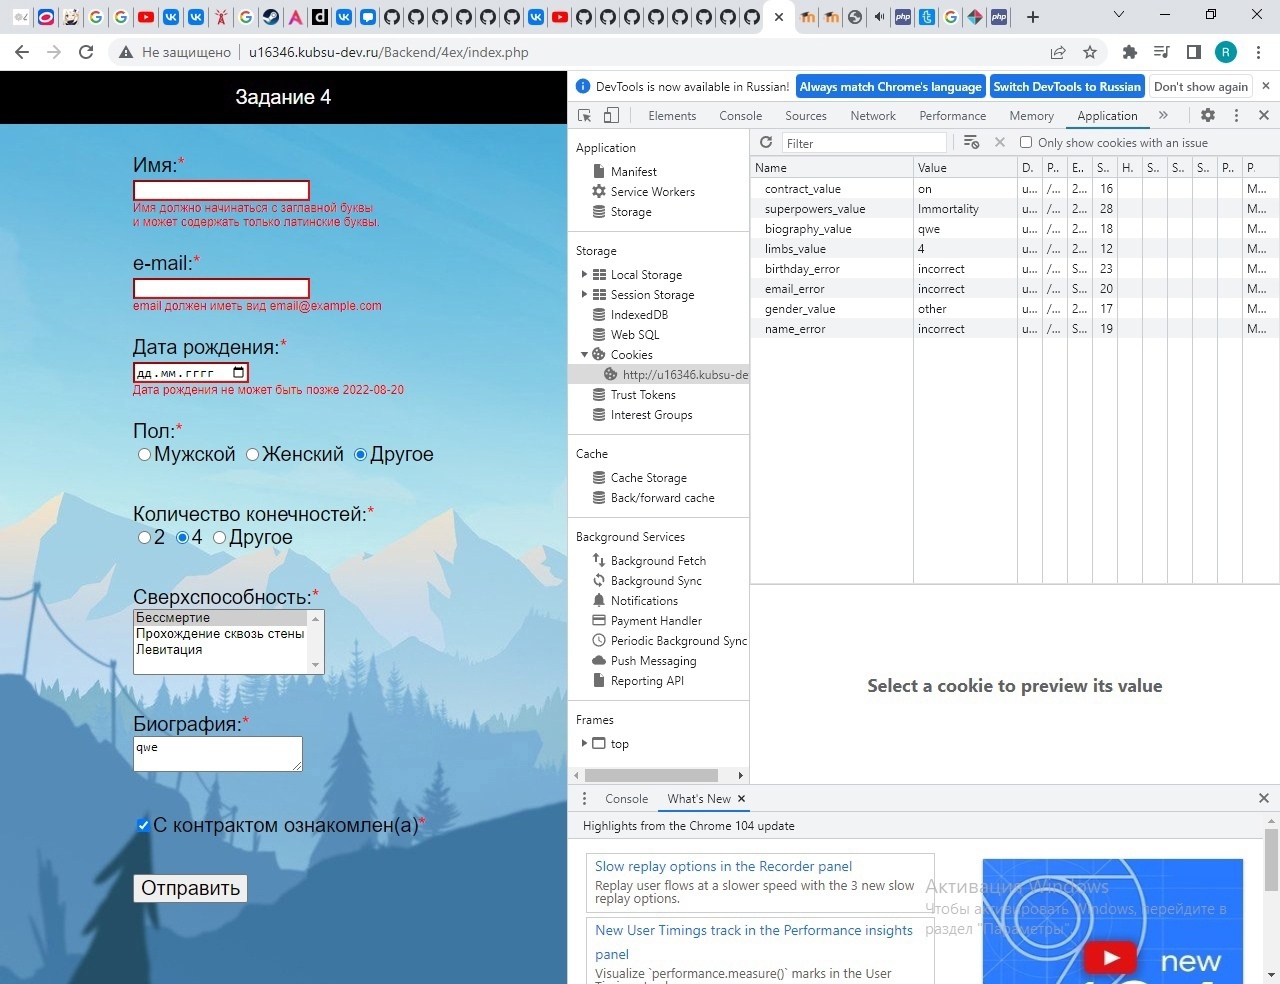 Не защищено
u16346.kubsu-dev.ru/Backend/4ex/index.php
R
Задание 4
Имя:*
Имя должно начинаться с заглавной буквы
и может содержать только латинские буквы.
e-mail:*
email должен иметь вид email@example.com
Дата рождения:*
дд.мм.гггг
Дата рождения не может быть позже 2022-08-20
Пол:*
Мужской Женский Другое
Количество конечностей:*
2 4 Другое
Сверхспособность:*
Бессмертие
Прохождение сквозь стены
Левитация
Биография:*
qwe
С контрактом ознакомлен(а)*
Отправить
DevTools is now available in Russian! Always match Chrome's language Switch DevTools to Russian Don't show again
Elements Console Sources Network Performance Memory Application
Application
Manifest
Service Workers
Storage
Storage
Local Storage
Session Storage
IndexedDB
Web SQL
Cookies
http://u16346.kubsu-de
Trust Tokens
Interest Groups
Cache
Cache Storage
Back/forward cache
Background Services
Background Fetch
Background Sync
Notifications
Payment Handler
Periodic Background Sync
Push Messaging
Reporting API
Frames
top
Filter
Only show cookies with an issue
Name Value D. P.. E.. S.. H. S.. S.. S.. P.. P.
contract_value on u... /... 2... 16 M...
superpowers_value Immortality u... /... 2... 28 M...
biography_value qwe u... /... 2... 18 M...
limbs_value 4 u... /... 2... 12 M...
birthday_error incorrect u... /... S... 23 M...
email_error incorrect u... /... S... 20 M...
gender_value other u... /... 2... 17 M...
name_error incorrect u... /... S... 19 M...
Select a cookie to preview its value
Console What's New
Highlights from the Chrome 104 update
Slow replay options in the Recorder panel
Replay user flows at a slower speed with the 3 new slow
replay options.
New User Timings track in the Performance insights
panel
Visualize `performance.measure()` marks in the User
Активация Windows
Чтобы активировать Windows, перейдите в
раздел "Параметры".
new